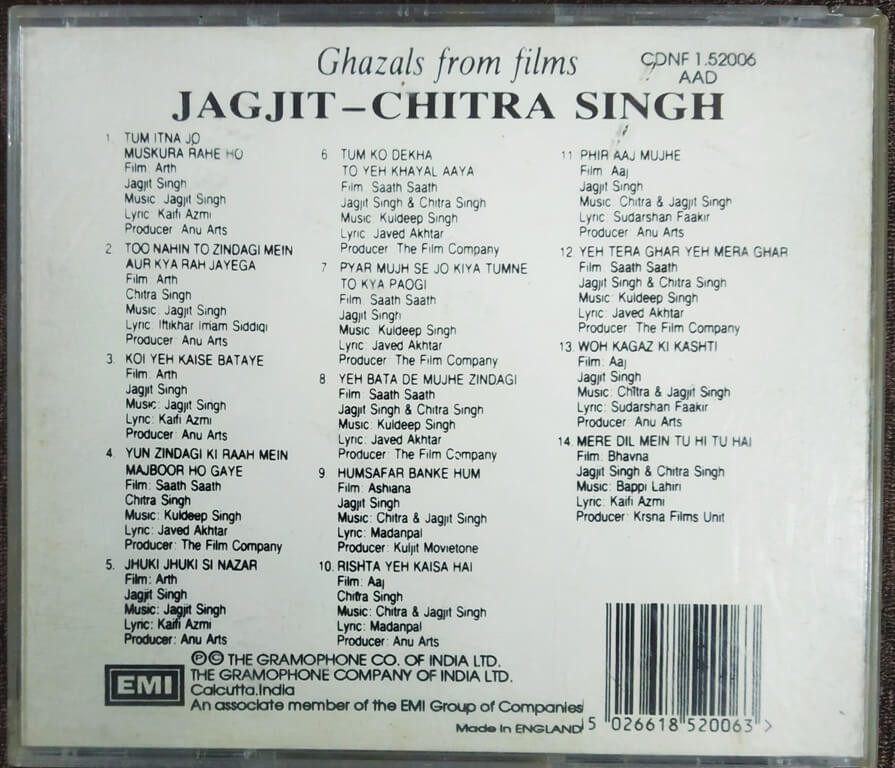 Ghazals from films
CDNF 1.52006
AAD
JAGJIT–CHITRA SINGH
1. TUM ITNA JO
MUSKURA RAHE HO
Film: Arth
Jagjit Singh
Music: Jagjit Singh
Lyric: Kaifi Azmi
Producer: Anu Arts
2. TOO NAHIN TO ZINDAGI MEIN
AUR KYA RAH JAYEGA
Film: Arth
Chitra Singh
Music: Jagjit Singh
Lyric: Iftikhar Imam Siddiqi
Producer: Anu Arts
3. KOI YEH KAISE BATAYE
Film: Arth
Jagjit Singh
Music: Jagjit Singh
Lyric: Kaifi Azmi
Producer: Anu Arts
4. YUN ZINDAGI KI RAAH MEIN
MAJBOOR HO GAYE
Film: Saath Saath
Chitra Singh
Music: Kuldeep Singh
Lyric: Javed Akhtar
Producer: The Film Company
5. JHUKI JHUKI SI NAZAR
Film: Arth
Jagjit Singh
Music: Jagjit Singh
Lyric: Kaifi Azmi
Producer: Anu Arts
6 TUM KO DEKHA
TO YEH KHAYAL AAYA
Film: Saath Saath
Jagjit Singh & Chitra Singh
Music: Kuldeep Singh
Lyric: Javed Akhtar
Producer: The Film Company
7 PYAR MUJH SE JO KIYA TUMNE
TO KYA PAOGI
Film: Saath Saath
Jagjit Singh
Music: Kuldeep Singh
Lyric: Javed Akhtar
Producer: The Film Company
8 YEH BATA DE MUJHE ZINDAGI
Film: Saath Saath
Jagjit Singh & Chitra Singh
Music: Kuldeep Singh
Lyric: Javed Akhtar
Producer: The Film Company
9 HUMSAFAR BANKE HUM
Film: Ashiana
Jagjit Singh
Music: Chitra & Jagjit Singh
Lyric: Madanpal
Producer: Kuljit Movietone
10. RISHTA YEH KAISA HAI
Film: Aaj
Chitra Singh
Music: Chitra & Jagjit Singh
Lyric: Madanpal
Producer: Anu Arts
11 PHIR AAJ MUJHE
Film: Aaj
Jagjit Singh
Music: Chitra & Jagjit Singh
Lyric: Sudarshan Faakir
Producer: Anu Arts
12 YEH TERA GHAR YEH MERA GHAR
Film: Saath Saath
Jagjit Singh & Chitra Singh
Music: Kuldeep Singh
Lyric: Javed Akhtar
Producer: The Film Company
13. WOH KAGAZ KI KASHTI
Film: Aaj
Jagjit Singh
Music: Chitra & Jagjit Singh
Lyric: Sudarshan Faakir
Producer: Anu Arts
14. MERE DIL MEIN TU HI TU HAI
Film: Bhavna
Jagjit Singh & Chitra Singh
Music: Bappi Lahiri
Lyric: Kaifi Azmi
Producer: Krsna Films Unit
EMI
℗© THE GRAMOPHONE CO. OF INDIA LTD.
THE GRAMOPHONE COMPANY OF INDIA LTD.
Calcutta.India
An associate member of the EMI Group of Companies
Made in ENGLAND
5 026618 520063 >